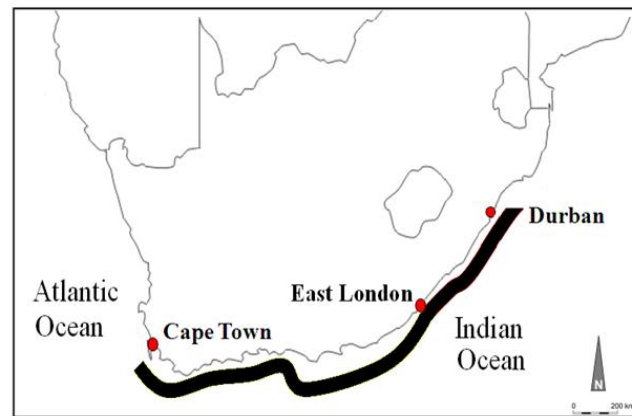 Durban
East London
Atlantic
Ocean
Cape Town
Indian
Ocean
N
0 200 km